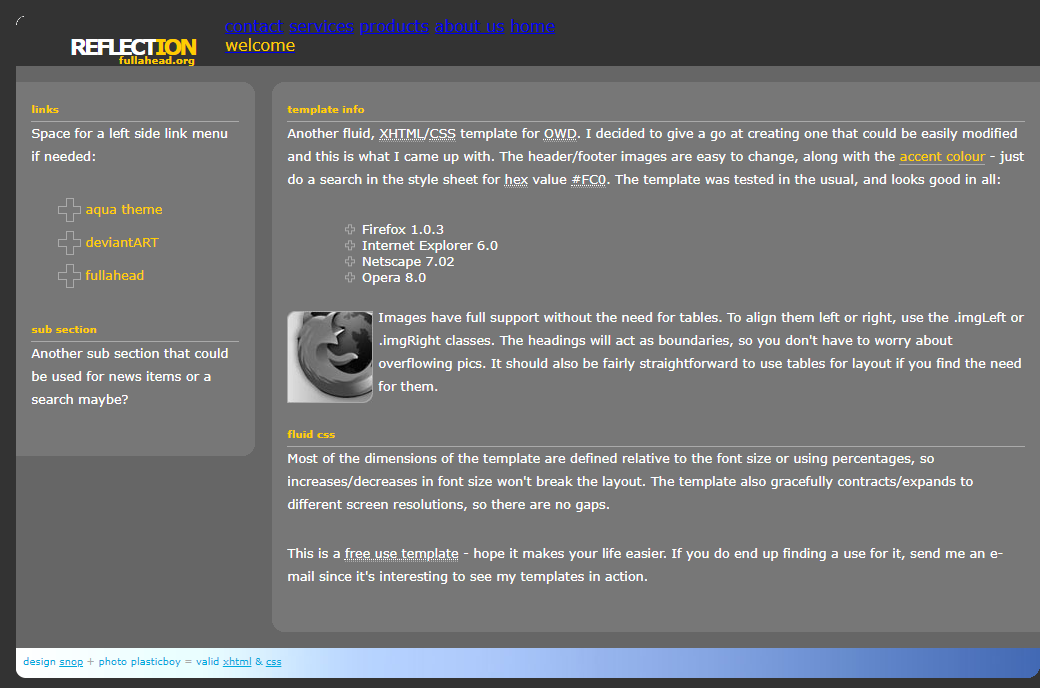 REFLECTION
fullahead.org
contact services products about us home
welcome
links
Space for a left side link menu
if needed:
aqua theme
deviantART
fullahead
sub section
Another sub section that could
be used for news items or a
search maybe?
template info
Another fluid, XHTML/CSS template for OWD. I decided to give a go at creating one that could be easily modified
and this is what I came up with. The header/footer images are easy to change, along with the accent colour - just
do a search in the style sheet for hex value #FC0. The template was tested in the usual, and looks good in all:
Firefox 1.0.3
Internet Explorer 6.0
Netscape 7.02
Opera 8.0
Images have full support without the need for tables. To align them left or right, use the .imgLeft or
.imgRight classes. The headings will act as boundaries, so you don't have to worry about
overflowing pics. It should also be fairly straightforward to use tables for layout if you find the need
for them.
fluid css
Most of the dimensions of the template are defined relative to the font size or using percentages, so
increases/decreases in font size won't break the layout. The template also gracefully contracts/expands to
different screen resolutions, so there are no gaps.
This is a free use template - hope it makes your life easier. If you do end up finding a use for it, send me an e-
mail since it's interesting to see my templates in action.
design snop + photo plasticboy = valid xhtml & css